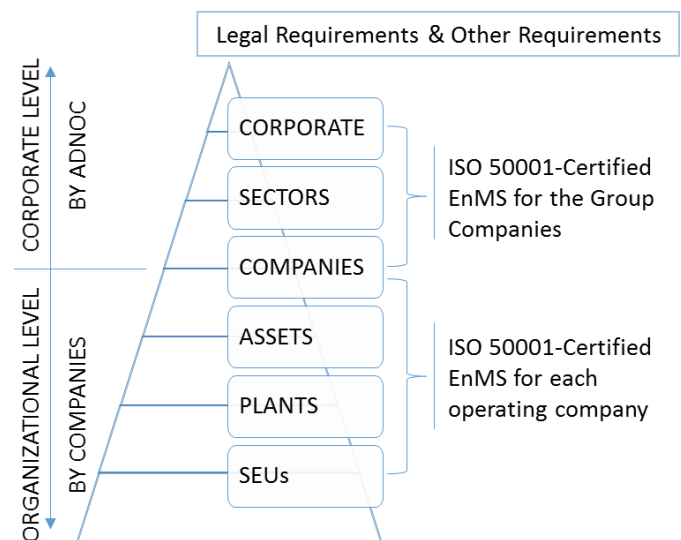 Legal Requirements & Other Requirements
CORPORATE LEVEL
BY ADNOC
CORPORATE
SECTORS
COMPANIES
ISO 50001-Certified
EnMS for the Group
Companies
ORGANIZATIONAL LEVEL
BY COMPANIES
ASSETS
PLANTS
SEUs
ISO 50001-Certified
EnMS for each
operating company